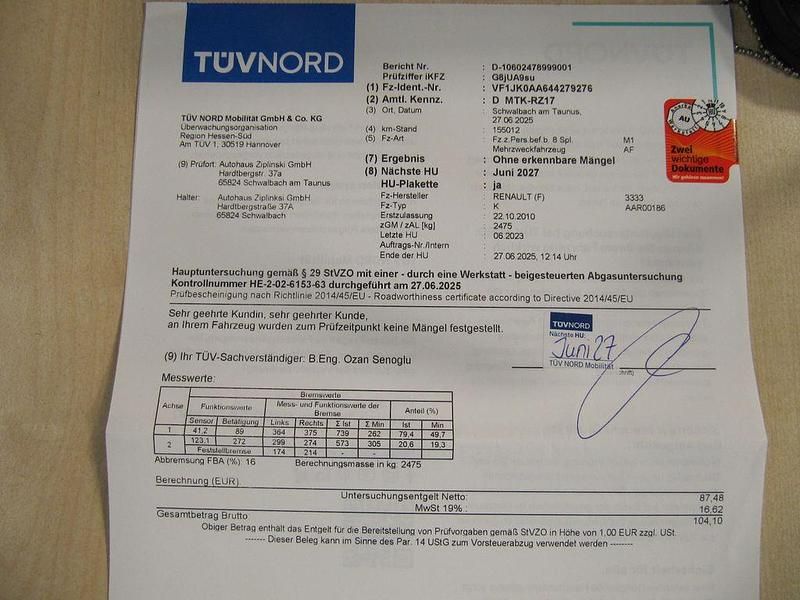 TÜVNORD
TÜV NORD Mobilität GmbH & Co. KG
Überwachungsorganisation
Region Hessen-Süd
Am TÜV 1, 30519 Hannover
(9) Prüfort: Autohaus Ziplinski GmbH
Hardtbergstr. 37a
65824 Schwalbach am Taunus
Halter: Autohaus Ziplinksi GmbH
Hardtbergstraße 37A
65824 Schwalbach
Bericht Nr. : D-10602478999001
Prüfziffer iKFZ : G8jUA9su
(1) Fz-Ident.-Nr. : VF1JK0AA644279276
(2) Amtl. Kennz. : D MTK-RZ17
(3) Ort, Datum : Schwalbach am Taunus,
27.06.2025
(4) km-Stand : 155012
(5) Fz-Art : Fz.z.Pers.bef.b. 8 Spl. M1
Mehrzweckfahrzeug AF
(7) Ergebnis : Ohne erkennbare Mängel
(8) Nächste HU : Juni 2027
HU-Plakette : ja
Fz-Hersteller : RENAULT (F) 3333
Fz-Typ : K AAR00186
Erstzulassung : 22.10.2010
zGM / zAL [kg] : 2475
Letzte HU : 06.2023
Auftrags-Nr./Intern :
Ende der HU : 27.06.2025, 12:14 Uhr
AU
Zwei
wichtige
Dokumente
Wir gehören zusammen!
Hauptuntersuchung gemäß § 29 StVZO mit einer - durch eine Werkstatt - beigesteuerten Abgasuntersuchung
Kontrollnummer HE-2-02-6153-63 durchgeführt am 27.06.2025
Prüfbescheinigung nach Richtlinie 2014/45/EU - Roadworthiness certificate according to Directive 2014/45/EU
Sehr geehrte Kundin, sehr geehrter Kunde,
an Ihrem Fahrzeug wurden zum Prüfzeitpunkt keine Mängel festgestellt.
(9) Ihr TÜV-Sachverständiger: B.Eng. Ozan Senoglu
TÜVNORD
Nächste HU:
Juni 27
TÜV NORD Mobilität
Messwerte:
Achse Bremswerte
Funktionswerte Mess- und Funktionswerte der Bremse Anteil (%)
Sensor Betätigung Links Rechts Σ Ist Σ Min Ist Min
1 41,2 89 364 375 739 262 79,4 49,7
2 123,1 272 299 274 573 305 20,6 19,3
Feststellbremse 174 214 - -
Abbremsung FBA (%): 16 Berechnungsmasse in kg: 2475
Berechnung (EUR)
Untersuchungsentgelt Netto: 87,48
MwSt 19% : 16,62
Gesamtbetrag Brutto 104,10
Obiger Betrag enthält das Entgelt für die Bereitstellung von Prüfvorgaben gemäß StVZO in Höhe von 1,00 EUR zzgl. USt.
------- Dieser Beleg kann im Sinne des Par. 14 UStG zum Vorsteuerabzug verwendet werden --------